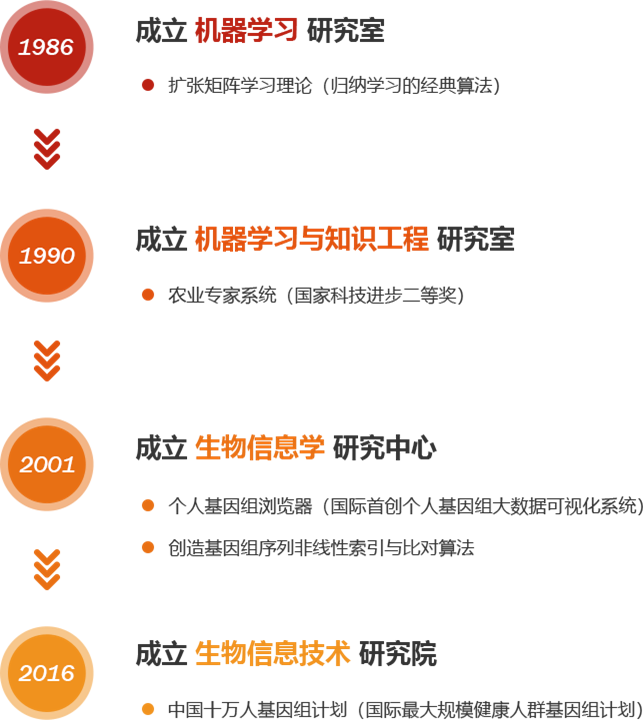 1986
成立 机器学习 研究室
扩张矩阵学习理论（归纳学习的经典算法）
1990
成立 机器学习与知识工程 研究室
农业专家系统（国家科技进步二等奖）
2001
成立 生物信息学 研究中心
个人基因组浏览器（国际首创个人基因组大数据可视化系统）
创造基因组序列非线性索引与比对算法
2016
成立 生物信息技术 研究院
中国十万人基因组计划（国际最大规模健康人群基因组计划）